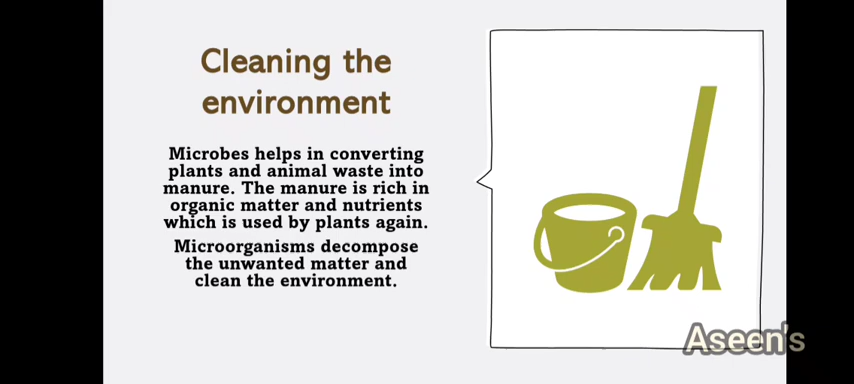 Cleaning the
environment
Microbes helps in converting
plants and animal waste into
manure. The manure is rich in
organic matter and nutrients
which is used by plants again.
Microorganisms decompose
the unwanted matter and
clean the environment.
Aseen's